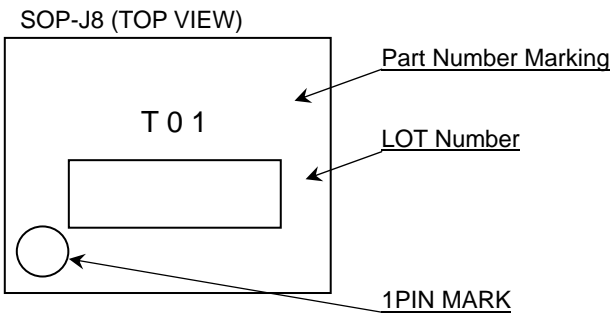 SOP-J8 (TOP VIEW)
Part Number Marking
T 0 1
LOT Number
1PIN MARK